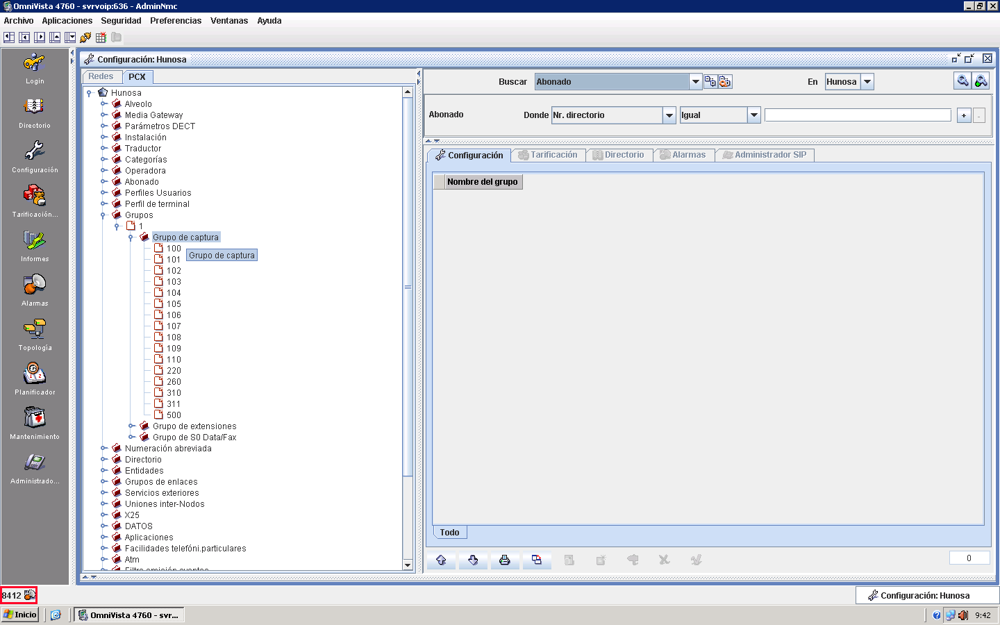 OmniVista 4760 - svrvoip:636 - AdminNmc
Archivo Aplicaciones Seguridad Preferencias Ventanas Ayuda
Login
Directorio
Configuración
Tarificación...
Informes
Alarmas
Topología
Planificador
Mantenimiento
Administrado...
Configuración: Hunosa
Redes PCX
Hunosa
Alveolo
Media Gateway
Parámetros DECT
Instalación
Traductor
Categorías
Operadora
Abonado
Perfiles Usuarios
Perfil de terminal
Grupos
1
Grupo de captura
100
Grupo de captura
101
102
103
104
105
106
107
108
109
110
220
260
310
311
500
Grupo de extensiones
Grupo de S0 Data/Fax
Numeración abreviada
Directorio
Entidades
Grupos de enlaces
Servicios exteriores
Uniones inter-Nodos
X25
DATOS
Aplicaciones
Facilidades telefóni.particulares
Atm
Buscar Abonado En Hunosa
Abonado Donde Nr. directorio Igual + -
Configuración Tarificación Directorio Alarmas Administrador SIP
Nombre del grupo
Todo
0
8412
Configuración: Hunosa
Inicio OmniVista 4760 - svr... 9:42